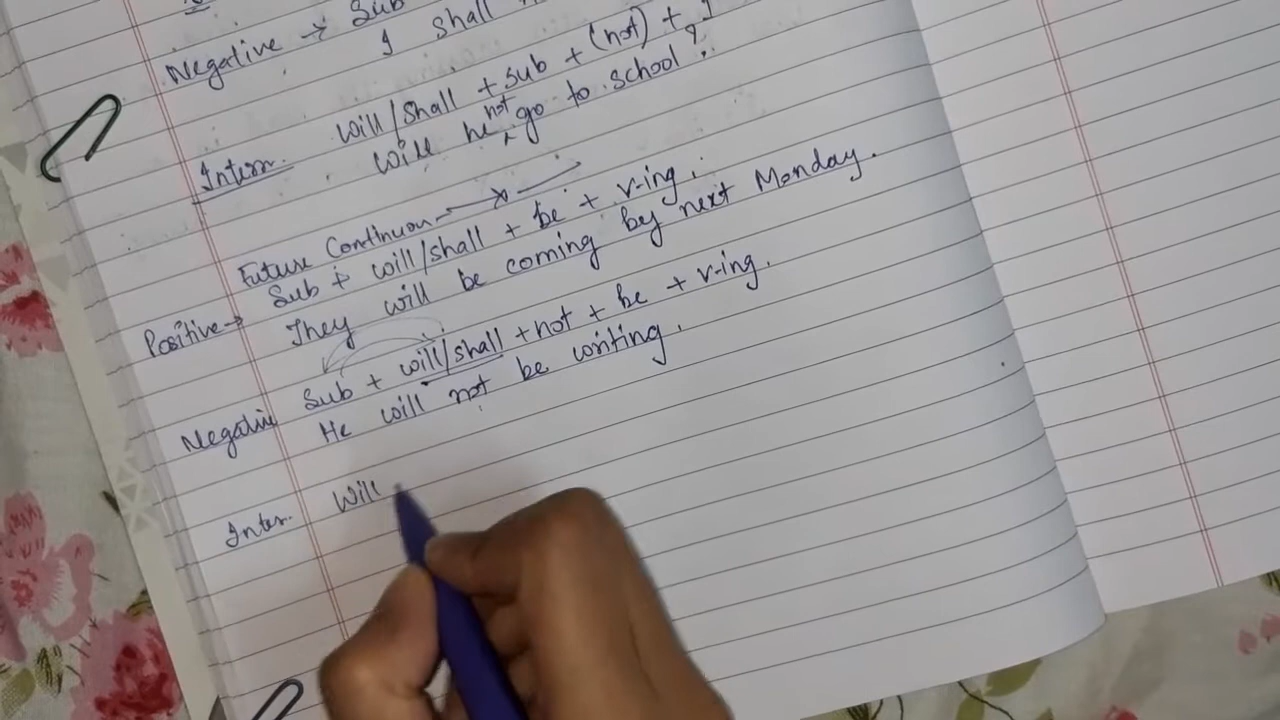 Negative → Sub
I shall
Interr. will/shall + sub + (not) +
will he not go to school?
Future Continuou
Positive → Sub + will/shall + be + v-ing.
They will be coming by next Monday.
Negative Sub + will/shall + not + be + v-ing.
He will not be writing.
Inter. Will